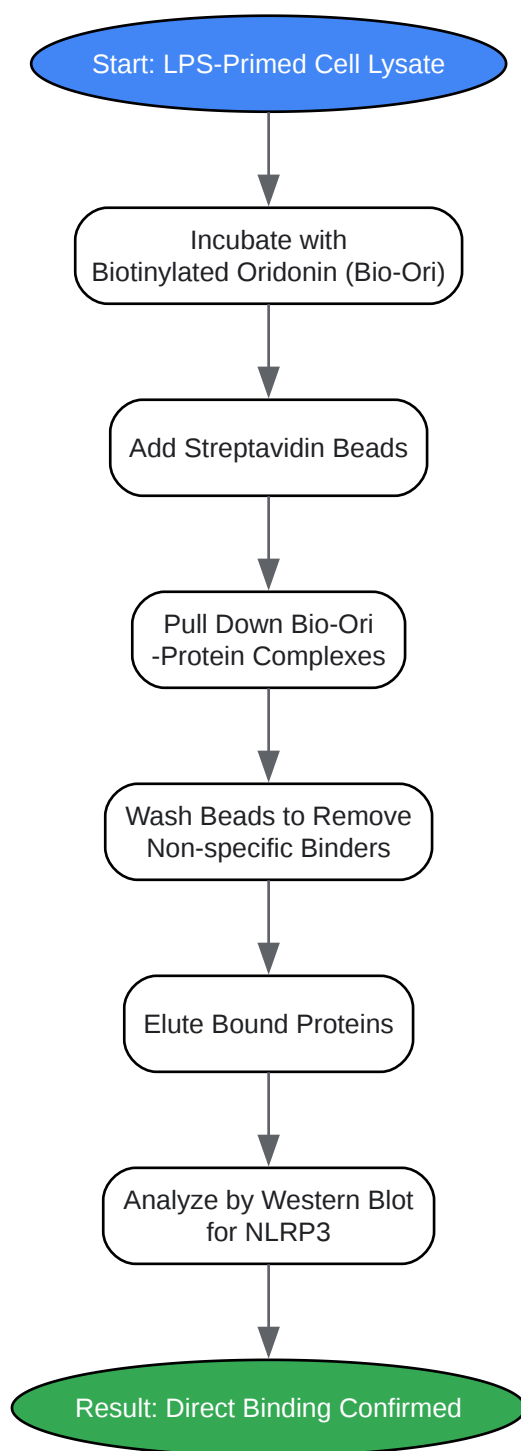 Start: LPS-Primed Cell Lysate
Incubate with
Biotinylated Oridonin (Bio-Ori)
Add Streptavidin Beads
Pull Down Bio-Ori
-Protein Complexes
Wash Beads to Remove
Non-specific Binders
Elute Bound Proteins
Analyze by Western Blot
for NLRP3
Result: Direct Binding Confirmed